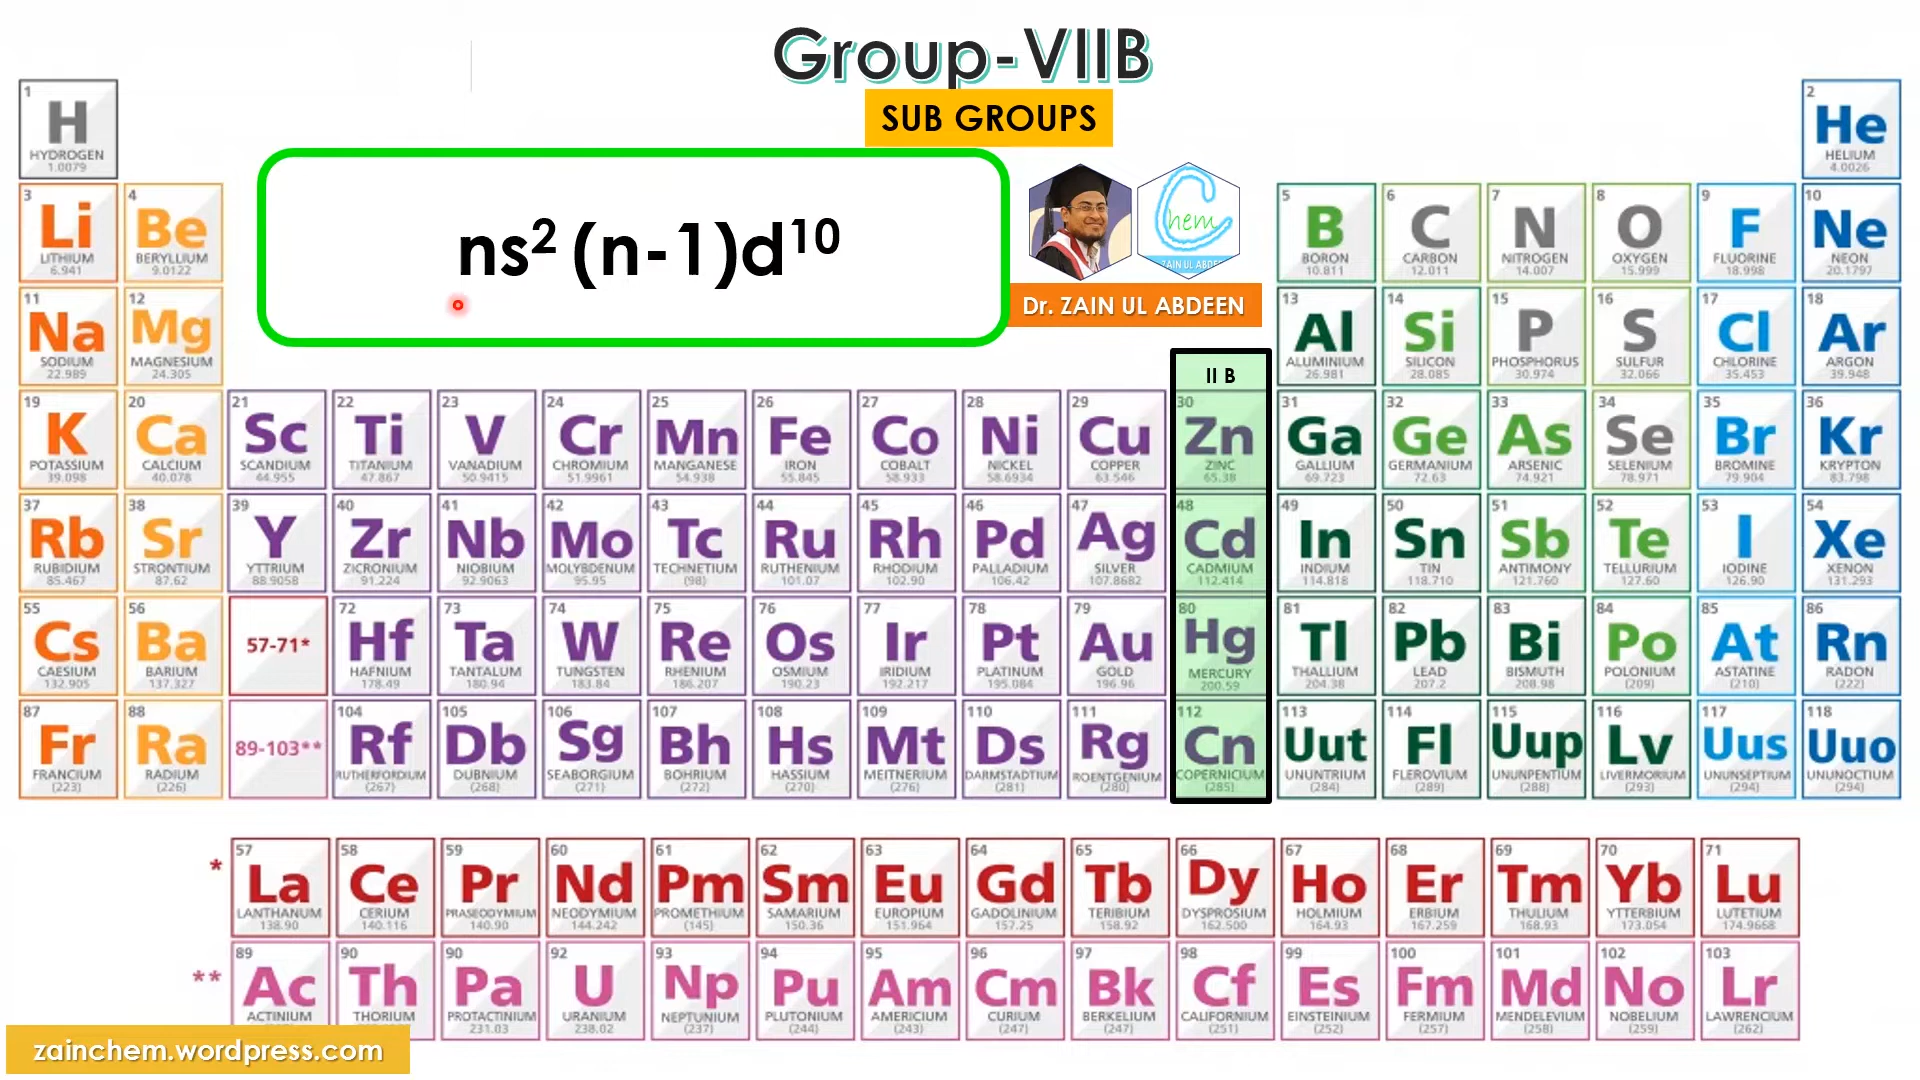 Group-VIIB
SUB GROUPS
ns² (n-1)d¹⁰
hem
ZAIN UL ABDEEN
Dr. ZAIN UL ABDEEN
1 H HYDROGEN 1.0079
2 He HELIUM 4.0026
3 Li LITHIUM 6.941
4 Be BERYLLIUM 9.0122
5 B BORON 10.811
6 C CARBON 12.011
7 N NITROGEN 14.007
8 O OXYGEN 15.999
9 F FLUORINE 18.998
10 Ne NEON 20.1797
11 Na SODIUM 22.989
12 Mg MAGNESIUM 24.305
13 Al ALUMINIUM 26.981
14 Si SILICON 28.085
15 P PHOSPHORUS 30.974
16 S SULFUR 32.066
17 Cl CHLORINE 35.453
18 Ar ARGON 39.948
II B
19 K POTASSIUM 39.098
20 Ca CALCIUM 40.078
21 Sc SCANDIUM 44.955
22 Ti TITANIUM 47.867
23 V VANADIUM 50.9415
24 Cr CHROMIUM 51.9961
25 Mn MANGANESE 54.938
26 Fe IRON 55.845
27 Co COBALT 58.933
28 Ni NICKEL 58.6934
29 Cu COPPER 63.546
30 Zn ZINC 65.38
31 Ga GALLIUM 69.723
32 Ge GERMANIUM 72.63
33 As ARSENIC 74.921
34 Se SELENIUM 78.971
35 Br BROMINE 79.904
36 Kr KRYPTON 83.798
37 Rb RUBIDIUM 85.467
38 Sr STRONTIUM 87.62
39 Y YTTRIUM 88.9058
40 Zr ZICRONIUM 91.224
41 Nb NIOBIUM 92.9063
42 Mo MOLYBDENUM 95.95
43 Tc TECHNETIUM (98)
44 Ru RUTHENIUM 101.07
45 Rh RHODIUM 102.90
46 Pd PALLADIUM 106.42
47 Ag SILVER 107.8682
48 Cd CADMIUM 112.414
49 In INDIUM 114.818
50 Sn TIN 118.710
51 Sb ANTIMONY 121.760
52 Te TELLURIUM 127.60
53 I IODINE 126.90
54 Xe XENON 131.293
55 Cs CAESIUM 132.905
56 Ba BARIUM 137.327
57-71*
72 Hf HAFNIUM 178.49
73 Ta TANTALUM 180.94
74 W TUNGSTEN 183.84
75 Re RHENIUM 186.207
76 Os OSMIUM 190.23
77 Ir IRIDIUM 192.217
78 Pt PLATINUM 195.084
79 Au GOLD 196.96
80 Hg MERCURY 200.59
81 Tl THALLIUM 204.38
82 Pb LEAD 207.2
83 Bi BISMUTH 208.98
84 Po POLONIUM (209)
85 At ASTATINE (210)
86 Rn RADON (222)
87 Fr FRANCIUM (223)
88 Ra RADIUM (226)
89-103**
104 Rf RUTHERFORDIUM (267)
105 Db DUBNIUM (268)
106 Sg SEABORGIUM (271)
107 Bh BOHRIUM (272)
108 Hs HASSIUM (270)
109 Mt MEITNERIUM (276)
110 Ds DARMSTADTIUM (281)
111 Rg ROENTGENIUM (280)
112 Cn COPERNICIUM (285)
113 Uut UNUNTRIUM (284)
114 Fl FLEROVIUM (289)
115 Uup UNUNPENTIUM (288)
116 Lv LIVERMORIUM (293)
117 Uus UNUNSEPTIUM (294)
118 Uuo UNUNOCTIUM (294)
*
57 La LANTHANUM 138.90
58 Ce CERIUM 140.116
59 Pr PRASEODYMIUM 140.90
60 Nd NEODYMIUM 144.242
61 Pm PROMETHIUM (145)
62 Sm SAMARIUM 150.36
63 Eu EUROPIUM 151.964
64 Gd GADOLINIUM 157.25
65 Tb TERIBIUM 158.92
66 Dy DYSPROSIUM 162.500
67 Ho HOLMIUM 164.93
68 Er ERBIUM 167.259
69 Tm THULIUM 168.93
70 Yb YTTERBIUM 173.054
71 Lu LUTETIUM 174.9668
**
89 Ac ACTINIUM
90 Th THORIUM
90 Pa PROTACTINIUM 231.03
92 U URANIUM 238.02
93 Np NEPTUNIUM (237)
94 Pu PLUTONIUM (244)
95 Am AMERICIUM (243)
96 Cm CURIUM (247)
97 Bk BERKELIUM (247)
98 Cf CALIFORNIUM (251)
99 Es EINSTEINIUM (252)
100 Fm FERMIUM (257)
101 Md MENDELEVIUM (258)
102 No NOBELIUM (259)
103 Lr LAWRENCIUM (262)
zainchem.wordpress.com